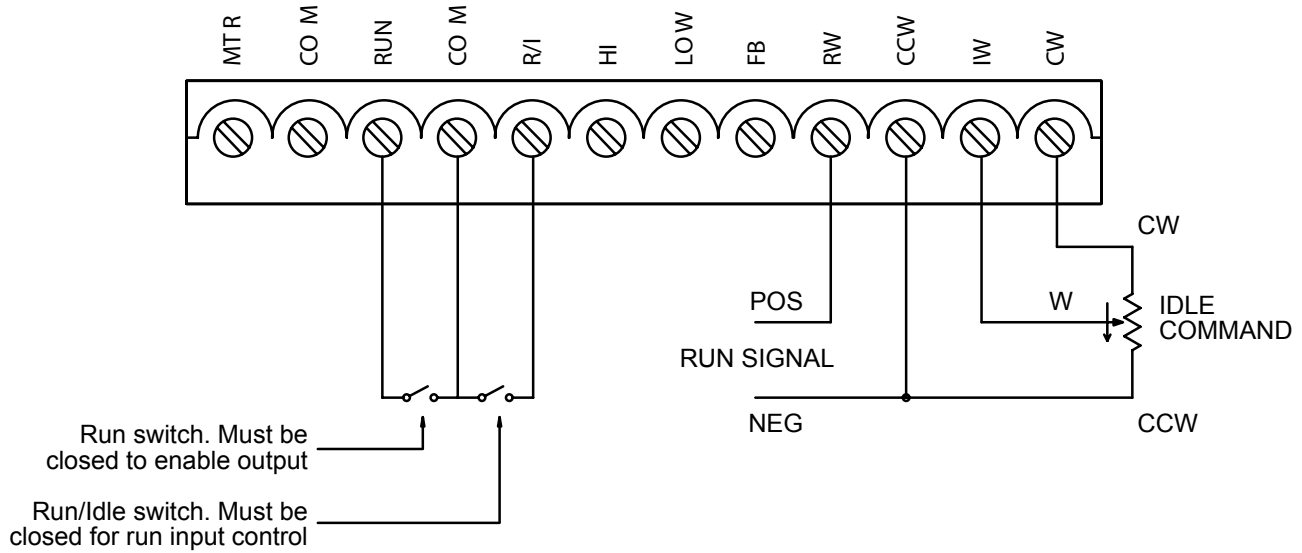 MTR COM RUN COM R/I HI LOW FB RW CCW IW CW
CW
POS
W
IDLE
COMMAND
RUN SIGNAL
NEG
CCW
Run switch. Must be
closed to enable output
Run/Idle switch. Must be
closed for run input control